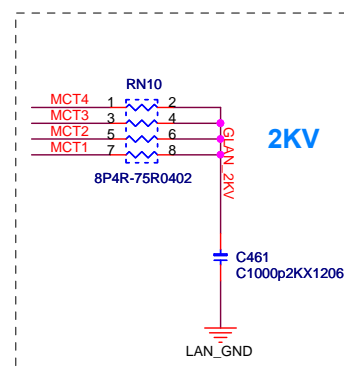 RN10
MCT4 1 2
MCT3 3 4
MCT2 5 6
MCT1 7 8
8P4R-75R0402
GLAN_2KV
2KV
C461
C1000p2KX1206
LAN_GND